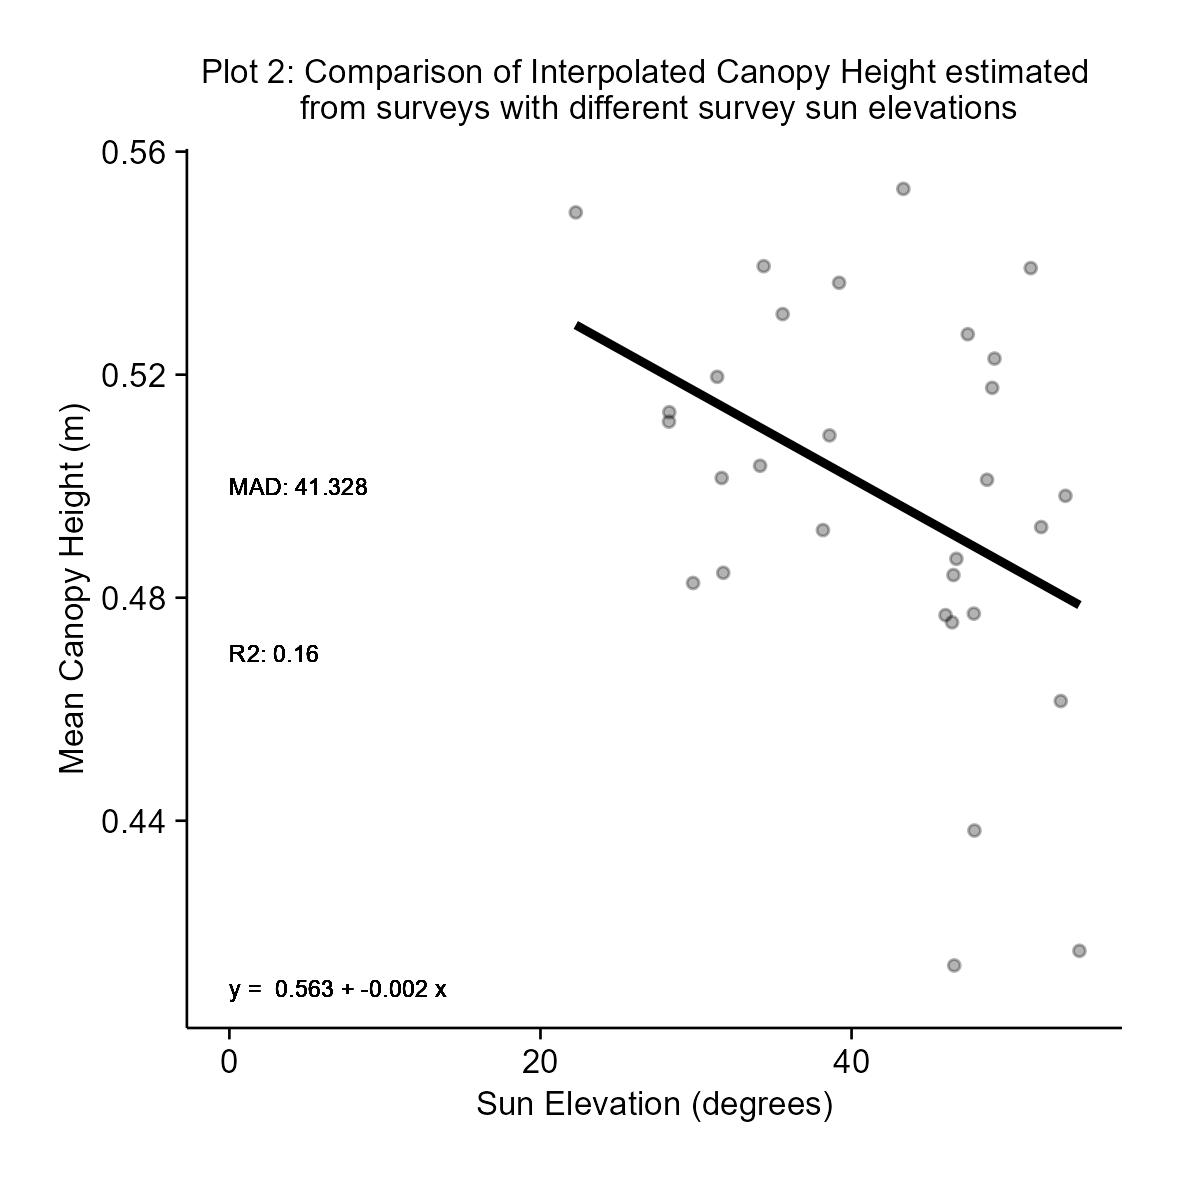 Plot 2: Comparison of Interpolated Canopy Height estimated
from surveys with different survey sun elevations
0.56
0.52
0.48
0.44
Mean Canopy Height (m)
MAD: 41.328
R2: 0.16
y =  0.563 + -0.002 x
0
20
40
Sun Elevation (degrees)